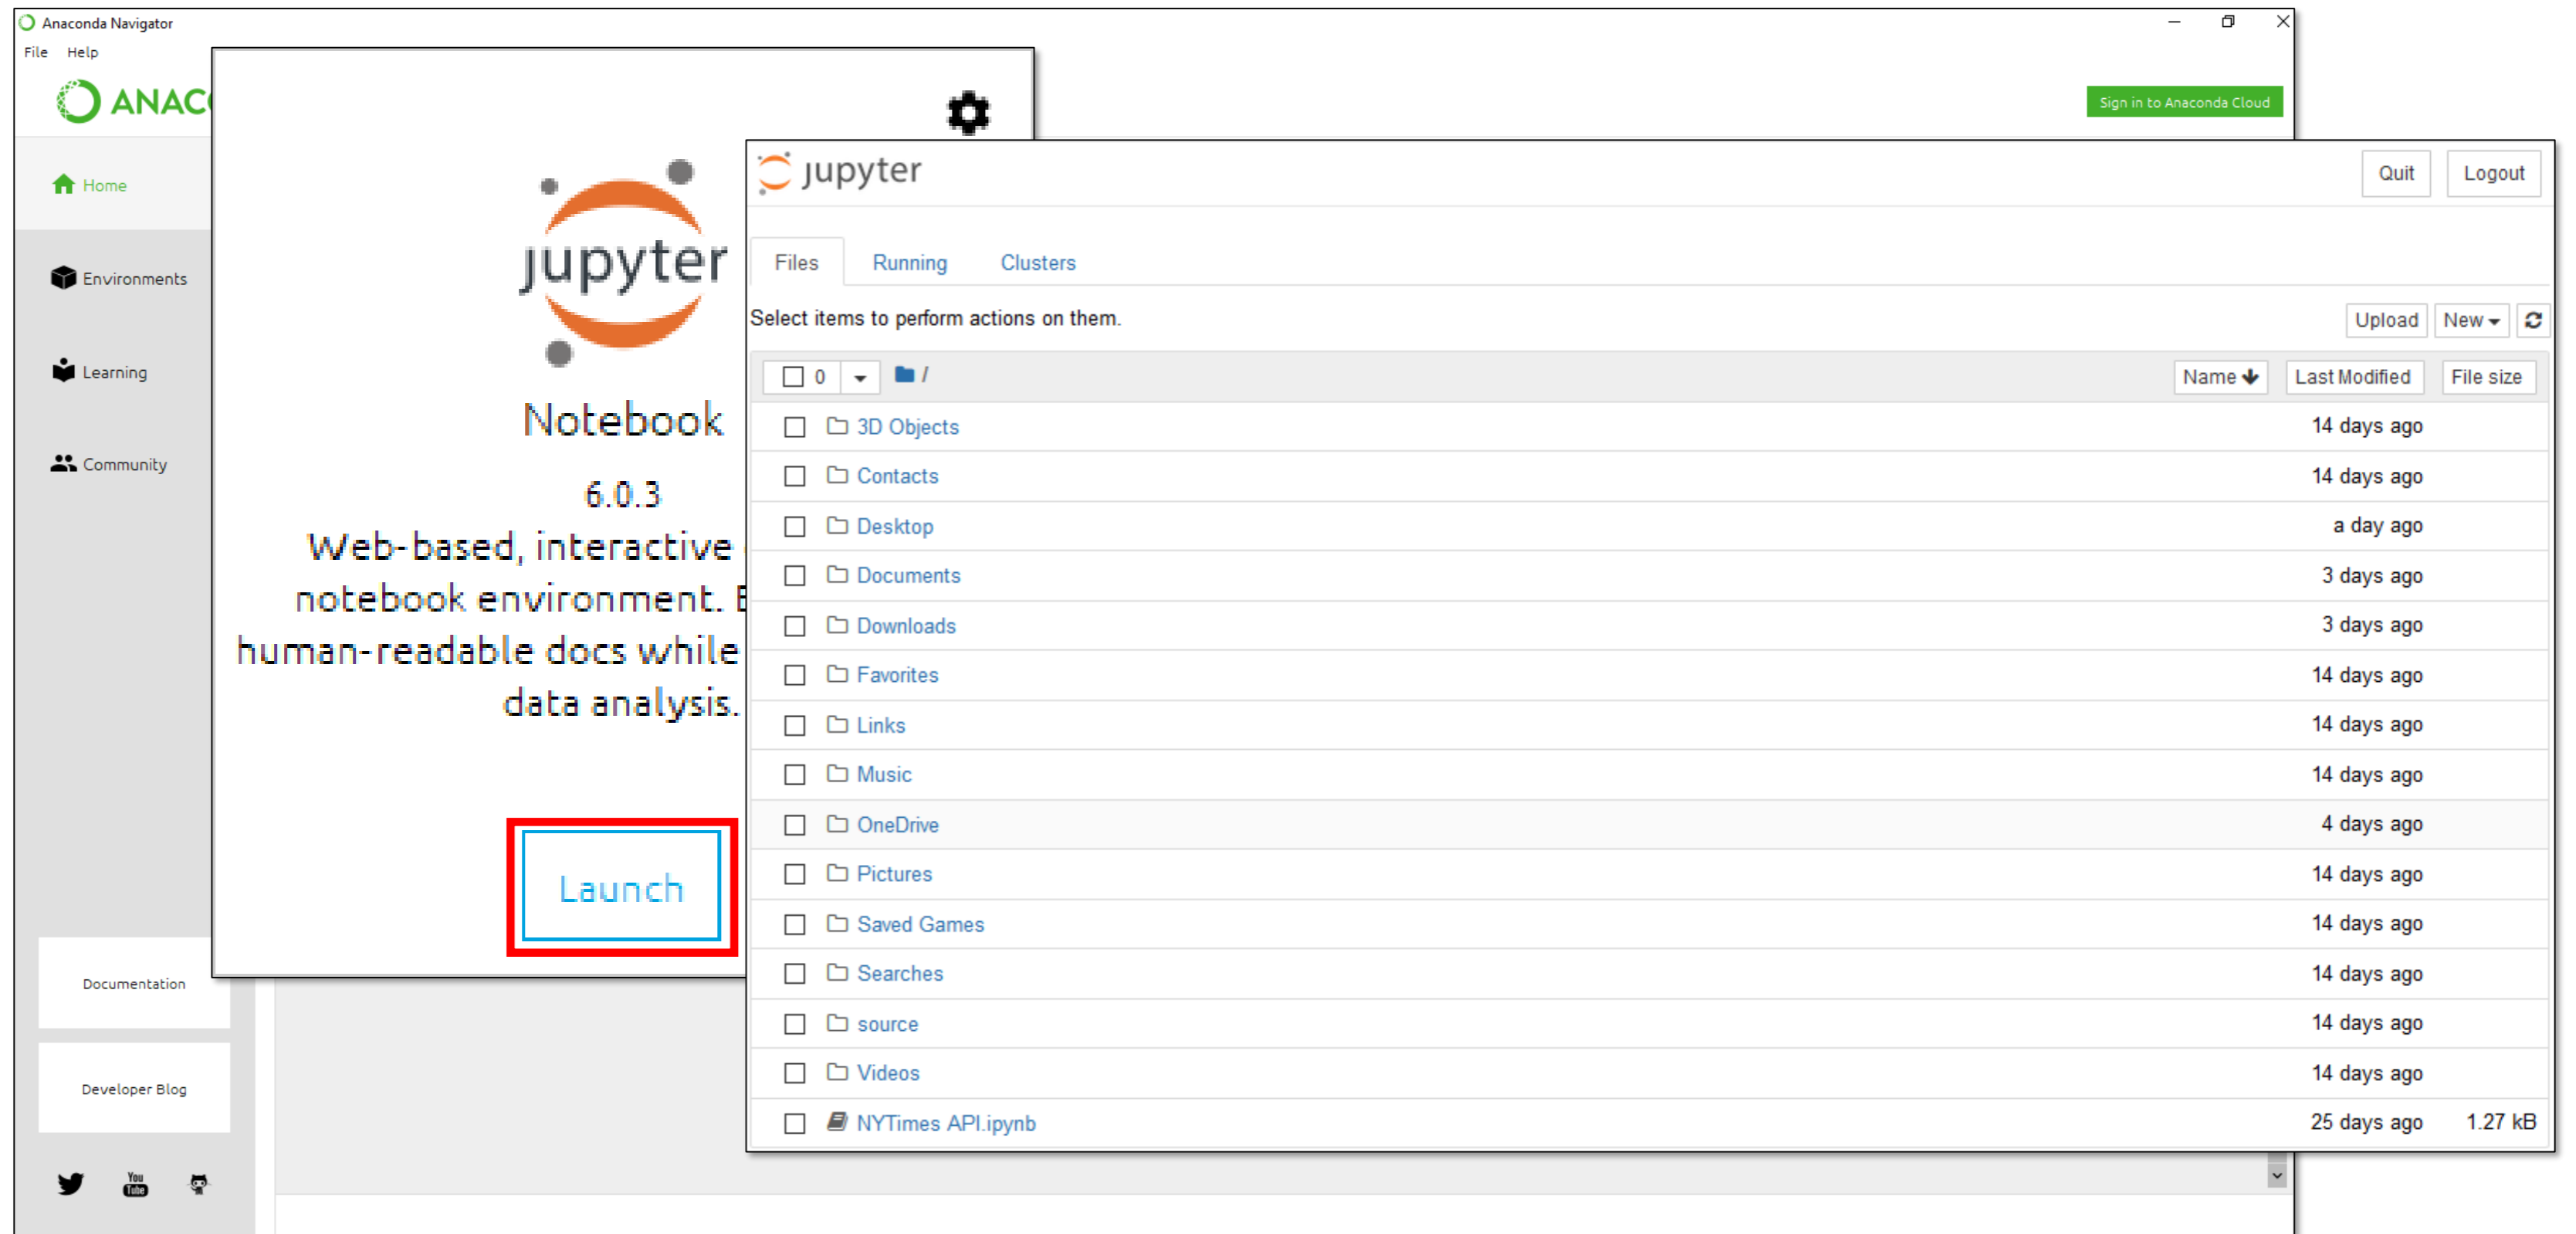 Anaconda Navigator
File Help
ANAC
Sign in to Anaconda Cloud
Home
Environments
Learning
Community
Documentation
Developer Blog
You
Tube
jupyter
Notebook
6.0.3
Web-based, interactive
notebook environment.
human-readable docs while
data analysis.
Launch
jupyter
Quit Logout
Files Running Clusters
Select items to perform actions on them.
Upload New
0 / Name Last Modified File size
3D Objects 14 days ago
Contacts 14 days ago
Desktop a day ago
Documents 3 days ago
Downloads 3 days ago
Favorites 14 days ago
Links 14 days ago
Music 14 days ago
OneDrive 4 days ago
Pictures 14 days ago
Saved Games 14 days ago
Searches 14 days ago
source 14 days ago
Videos 14 days ago
NYTimes API.ipynb 25 days ago 1.27 kB